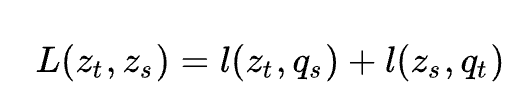 L(z_t, z_s) = l(z_t, q_s) + l(z_s, q_t)